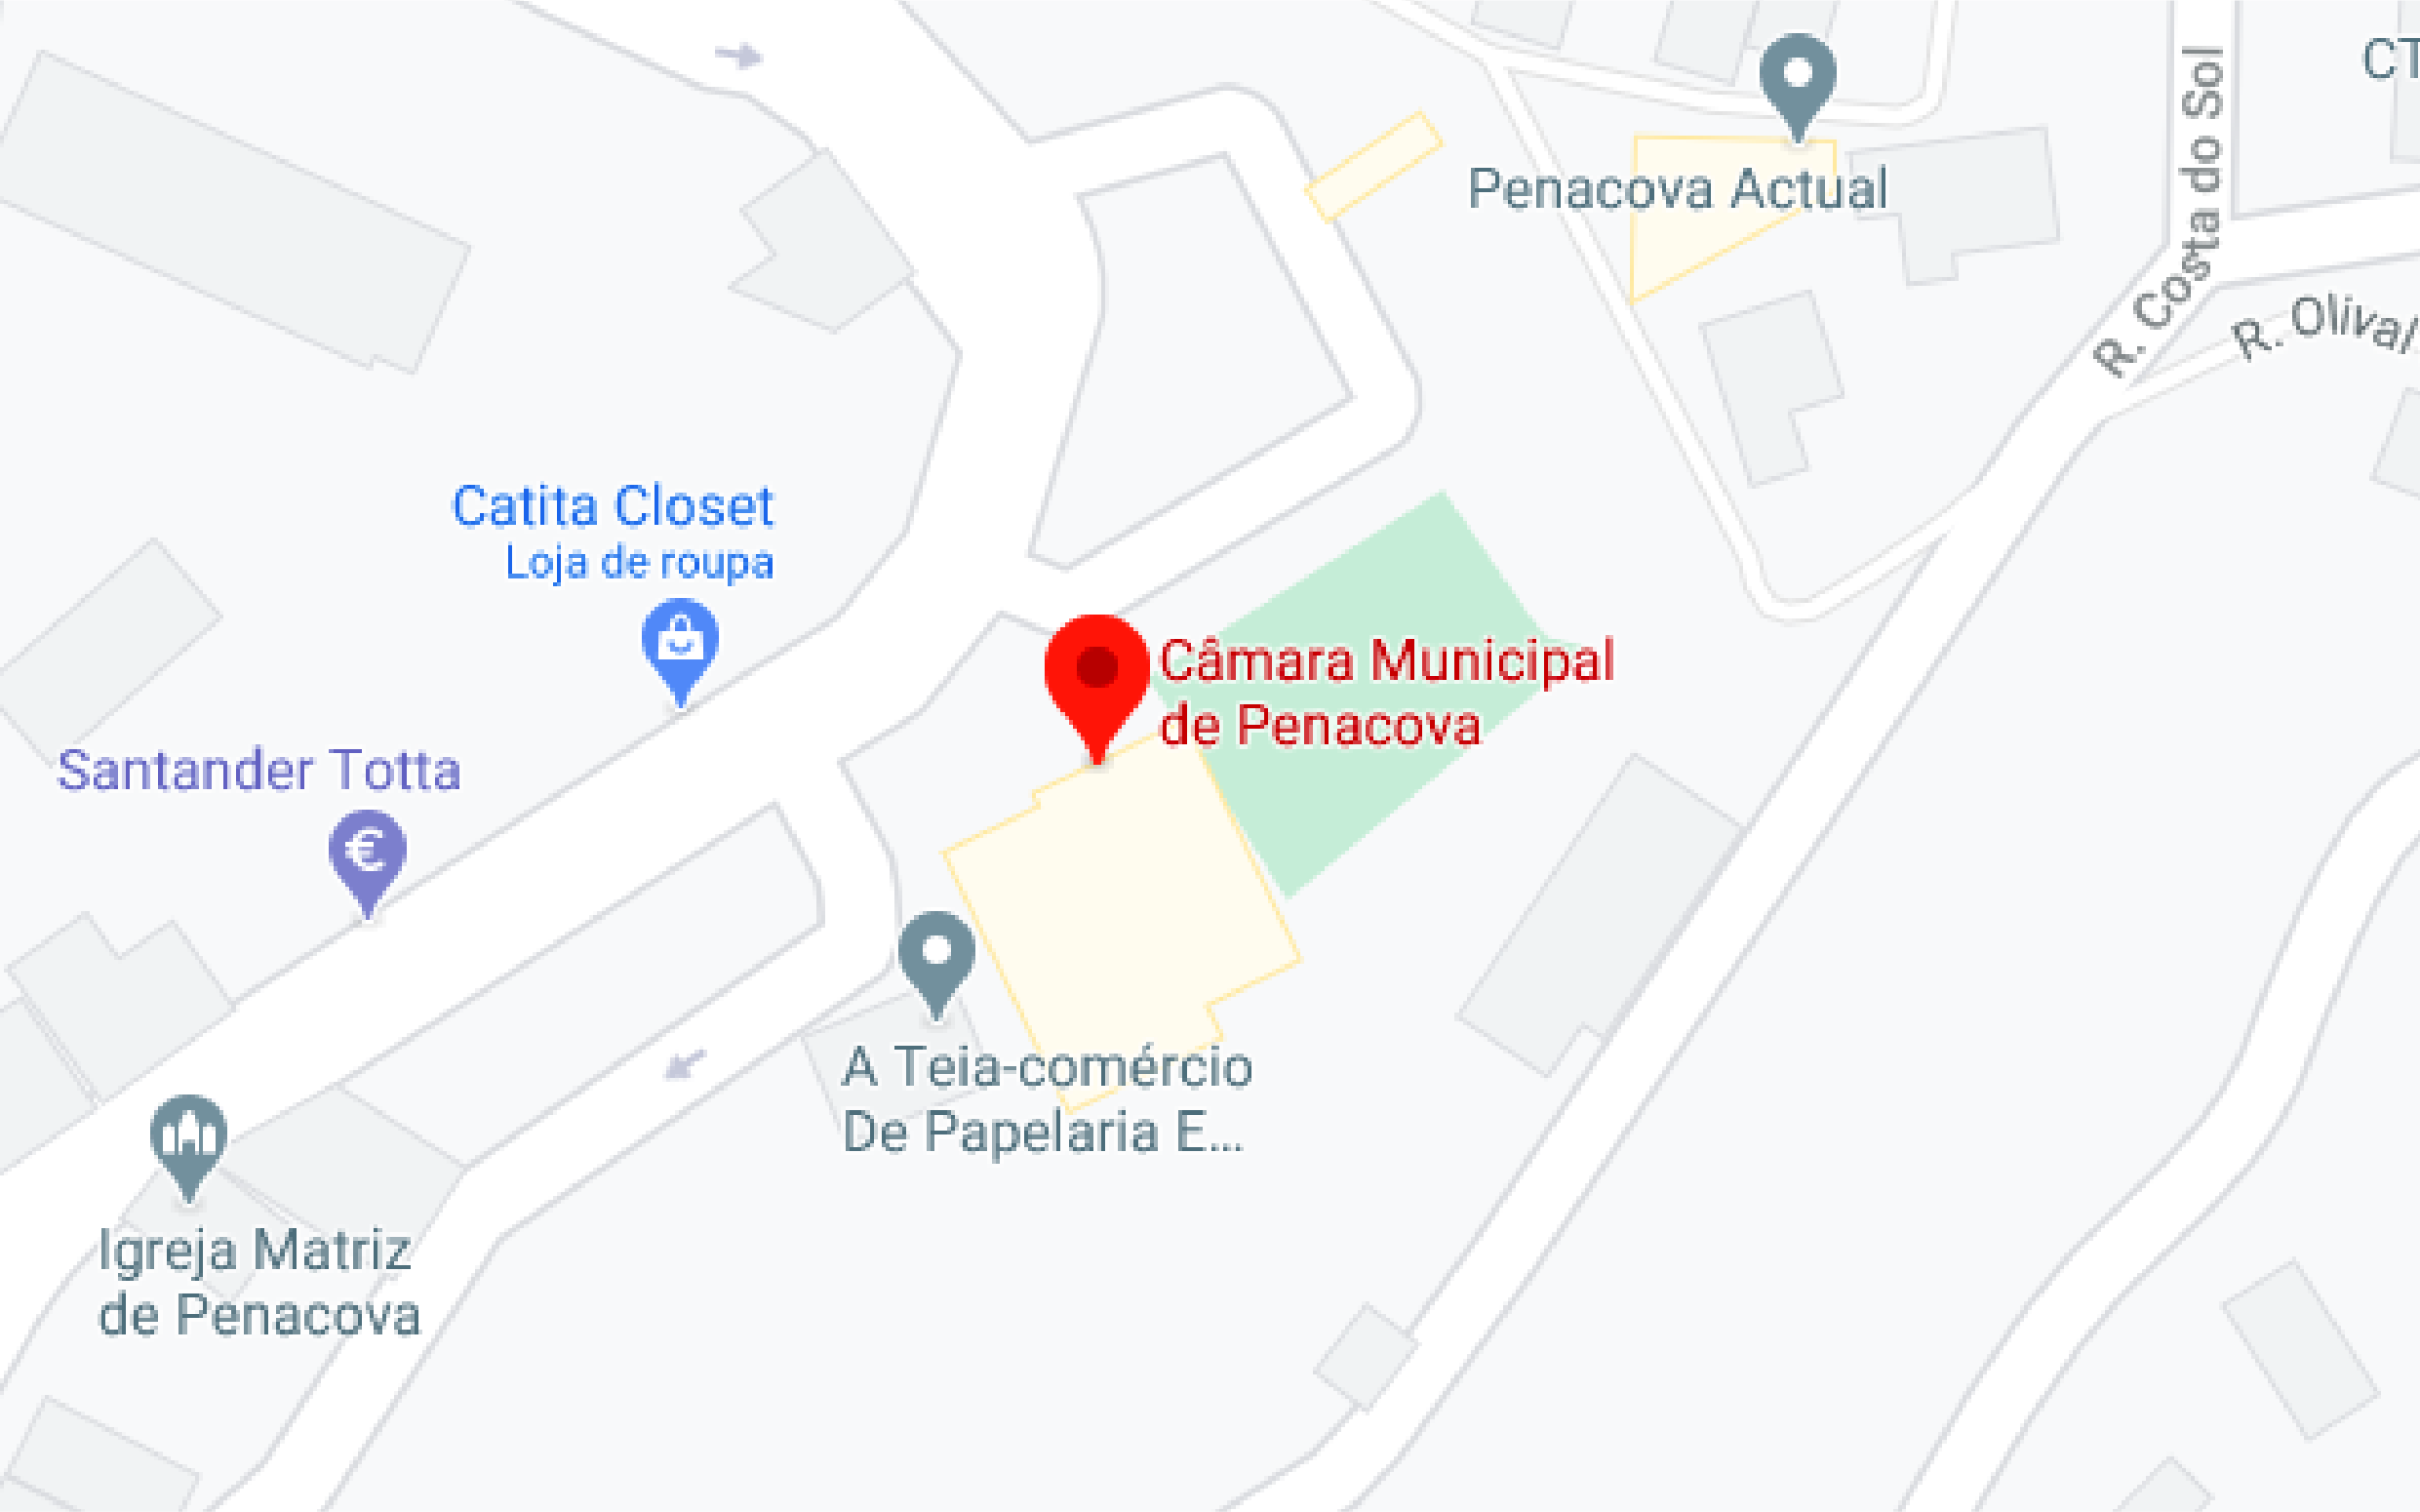 CT
Penacova Actual
R. Costa do Sol
R. Olival
Catita Closet
Loja de roupa
Câmara Municipal
de Penacova
Santander Totta
€
A Teia-comércio
De Papelaria E...
Igreja Matriz
de Penacova